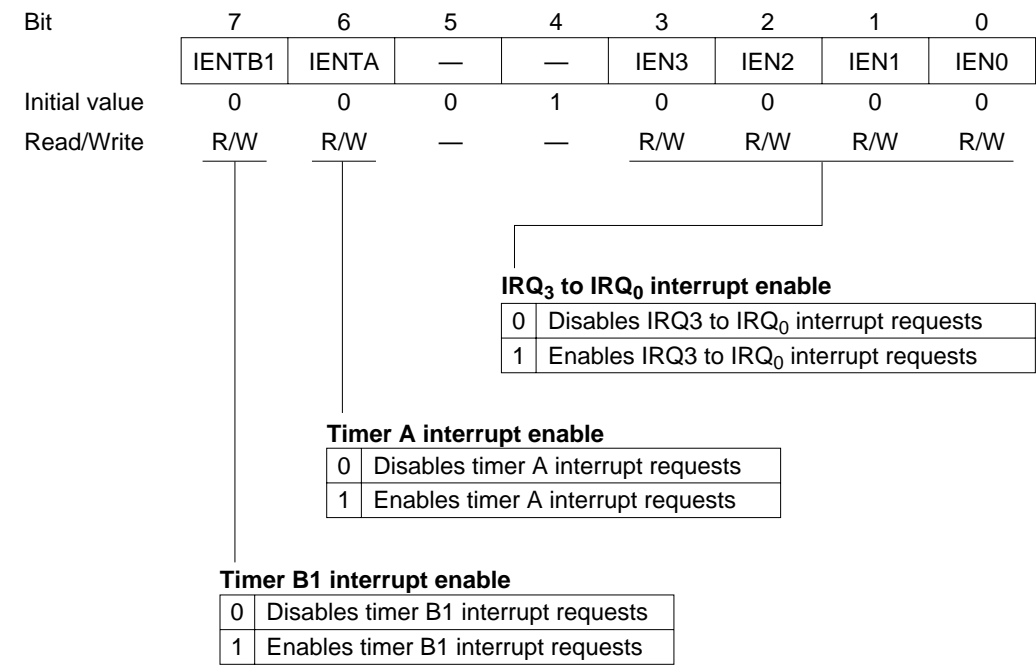 Bit 7 6 5 4 3 2 1 0
IENTB1 IENTA — — IEN3 IEN2 IEN1 IEN0
Initial value 0 0 0 1 0 0 0 0
Read/Write R/W R/W — — R/W R/W R/W R/W
IRQ3 to IRQ0 interrupt enable
0 Disables IRQ3 to IRQ0 interrupt requests
1 Enables IRQ3 to IRQ0 interrupt requests
Timer A interrupt enable
0 Disables timer A interrupt requests
1 Enables timer A interrupt requests
Timer B1 interrupt enable
0 Disables timer B1 interrupt requests
1 Enables timer B1 interrupt requests